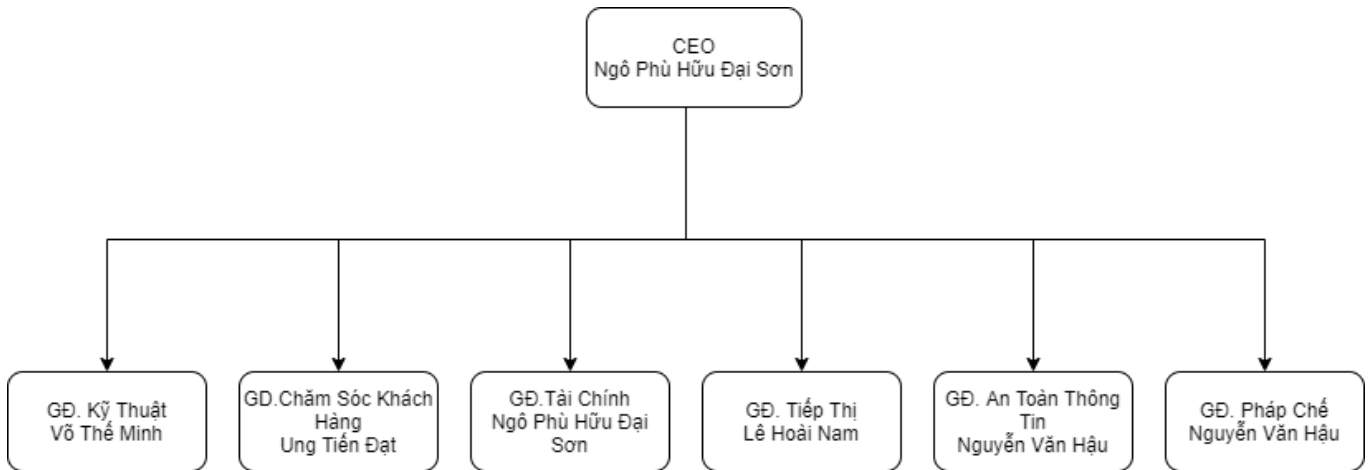 CEO
Ngô Phù Hữu Đại Sơn
GĐ. Kỹ Thuật
Võ Thế Minh
GD.Chăm Sóc Khách
Hàng
Ung Tiến Đạt
GĐ.Tài Chính
Ngô Phù Hữu Đại
Sơn
GĐ. Tiếp Thị
Lê Hoài Nam
GĐ. An Toàn Thông
Tin
Nguyễn Văn Hậu
GĐ. Pháp Chế
Nguyễn Văn Hậu